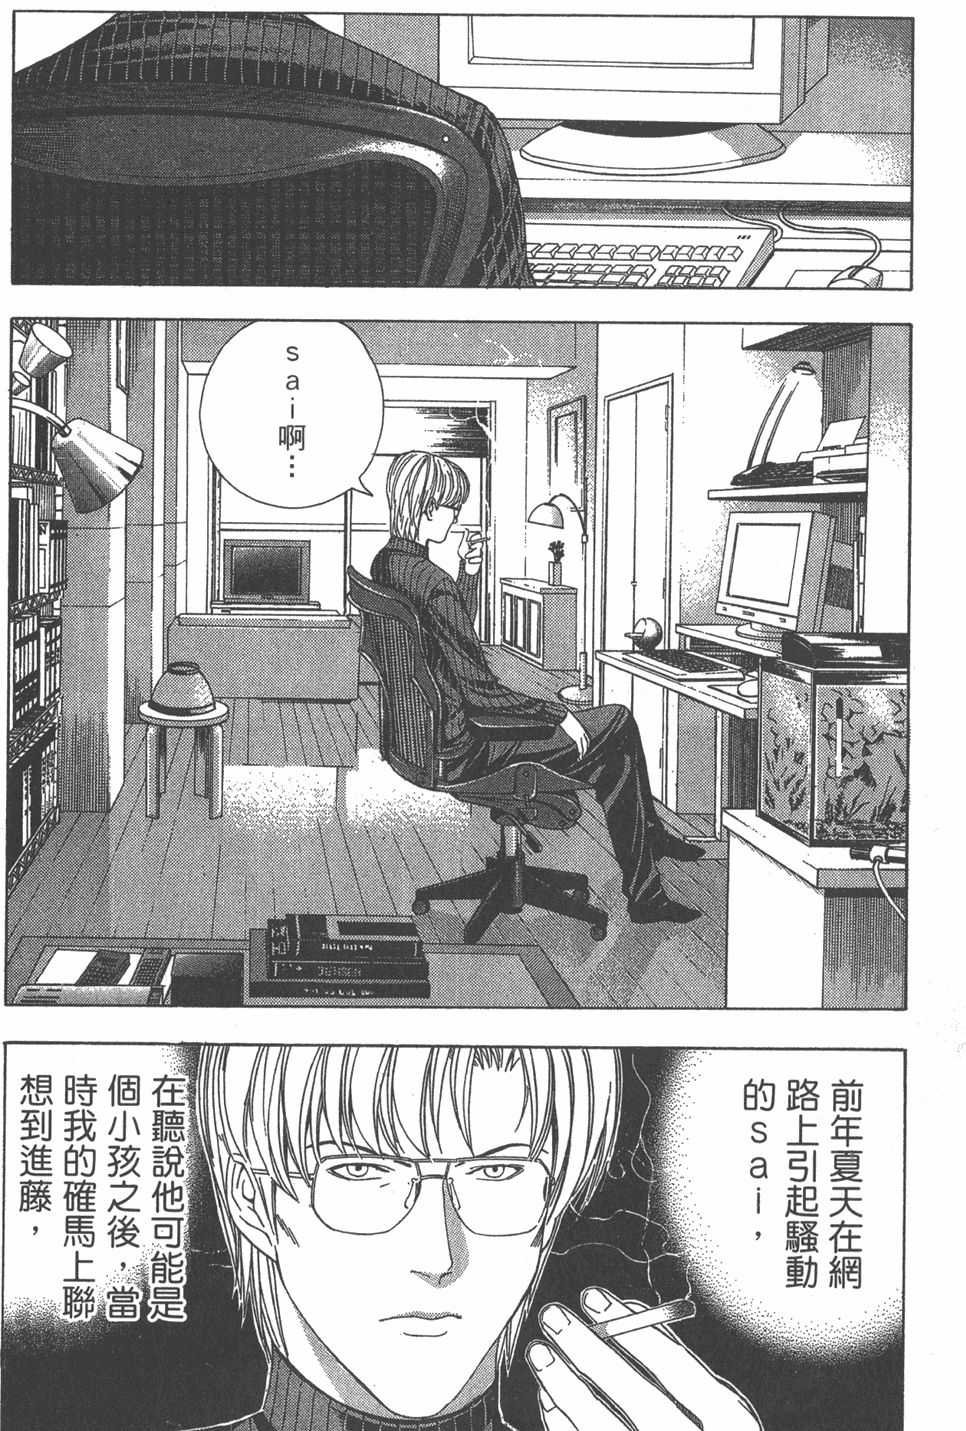 sai啊…
前年夏天在網
路上引起騷動
的sai，
在聽說他可能是
個小孩之後，當
時我的確馬上聯
想到進藤，